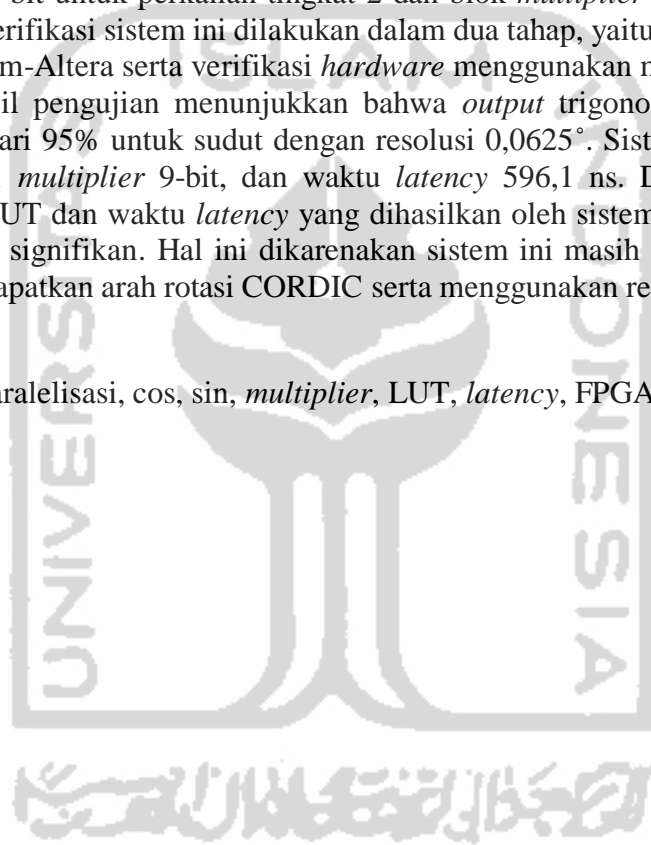 bit untuk perkalian tingkat 2 dan blok multiplier
erifikasi sistem ini dilakukan dalam dua tahap, yaitu
m-Altera serta verifikasi hardware menggunakan
il pengujian menunjukkan bahwa output trigono
ari 95% untuk sudut dengan resolusi 0,0625˚. Sist
multiplier 9-bit, dan waktu latency 596,1 ns. D
UT dan waktu latency yang dihasilkan oleh sistem
signifikan. Hal ini dikarenakan sistem ini masih
apatkan arah rotasi CORDIC serta menggunakan re
aralelisasi, cos, sin, multiplier, LUT, latency, FPGA
ISLAM
UNIVERSITAS
INDONESIA